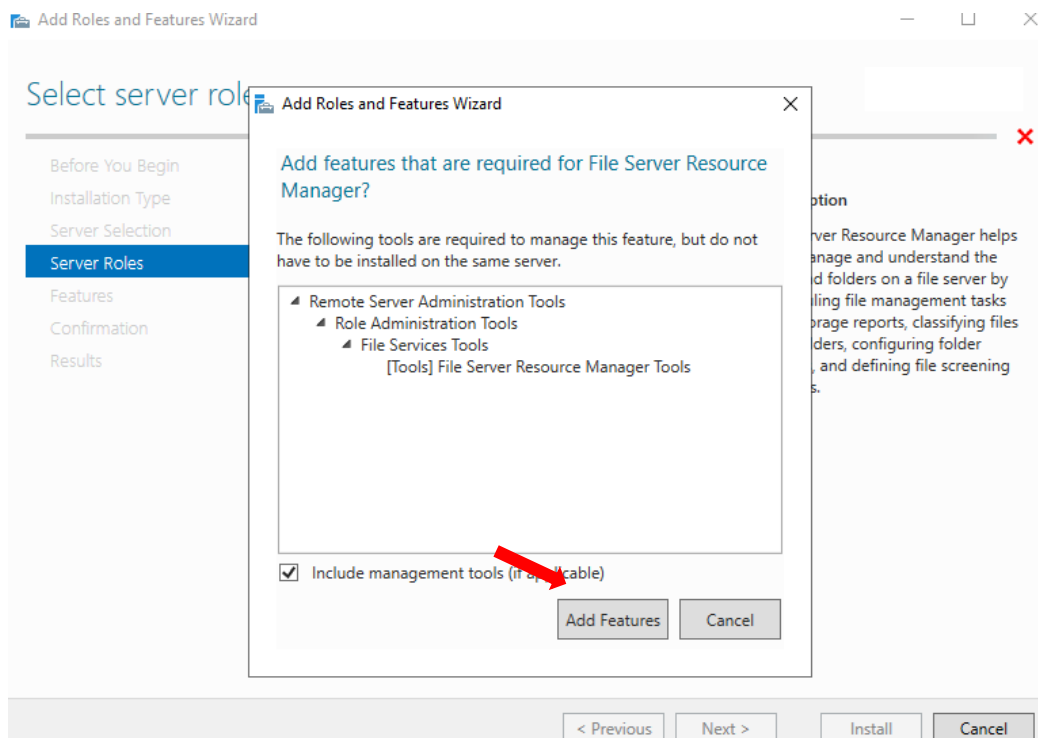 Add Roles and Features Wizard
Select server role
Add Roles and Features Wizard
Before You Begin
Installation Type
Server Selection
Server Roles
Features
Confirmation
Results
Add features that are required for File Server Resource
Manager?
The following tools are required to manage this feature, but do not
have to be installed on the same server.
Remote Server Administration Tools
Role Administration Tools
File Services Tools
[Tools] File Server Resource Manager Tools
Include management tools (if applicable)
Add Features
Cancel
ption
rver Resource Manager helps
anage and understand the
d folders on a file server by
ling file management tasks
orage reports, classifying files
ders, configuring folder
, and defining file screening
s.
< Previous
Next >
Install
Cancel